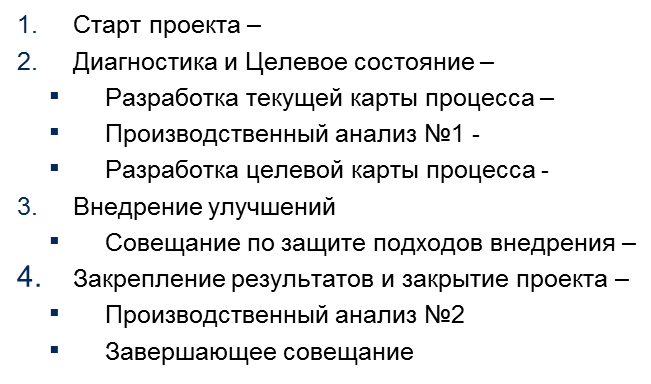 1. Старт проекта –
2. Диагностика и Целевое состояние –
▪ Разработка текущей карты процесса –
▪ Производственный анализ №1 -
▪ Разработка целевой карты процесса -
3. Внедрение улучшений
▪ Совещание по защите подходов внедрения –
4. Закрепление результатов и закрытие проекта –
▪ Производственный анализ №2
▪ Завершающее совещание